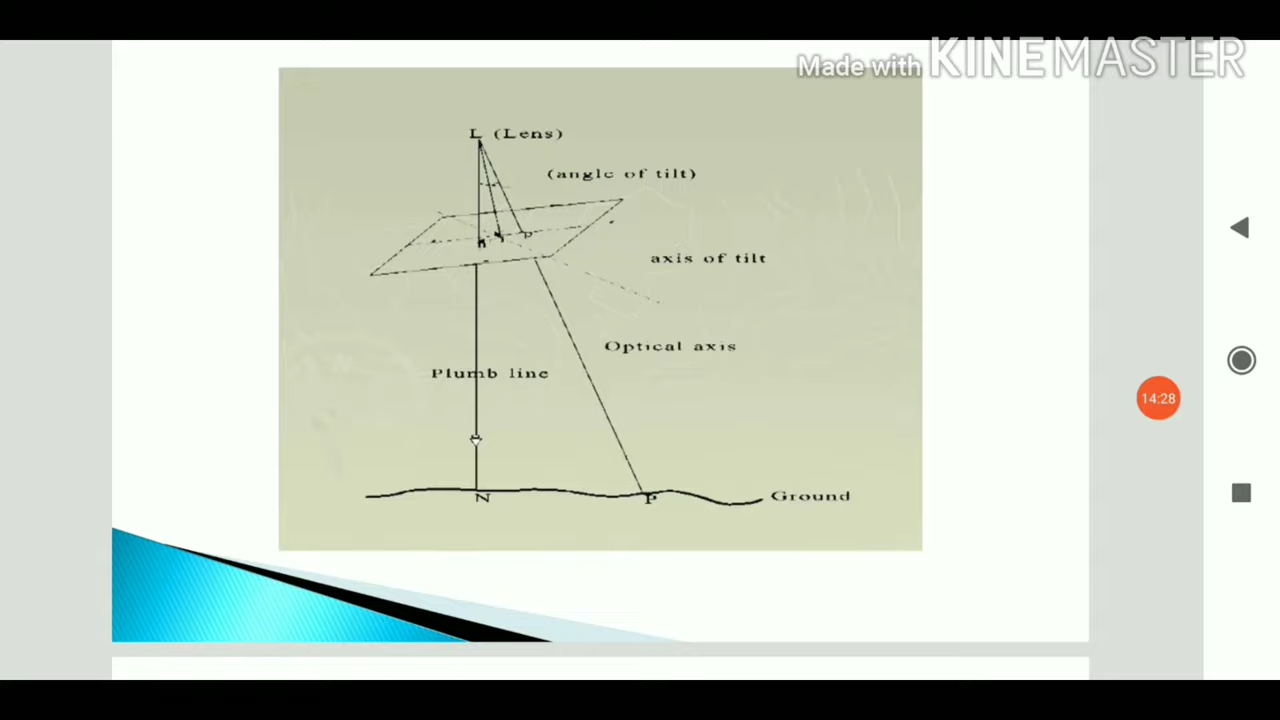 Made with KINEMASTER
L (Lens)
(angle of tilt)
n
P
axis of tilt
Optical axis
Plumb line
N
P
Ground
14:28